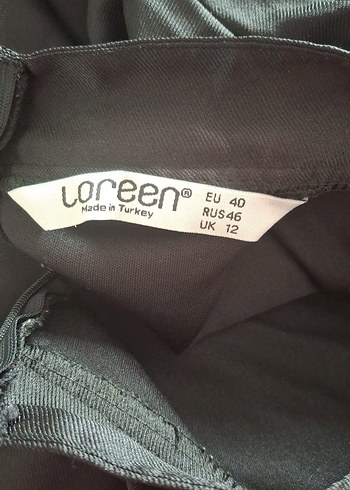 Loreen®
Made in Turkey
EU 40
RUS46
UK 12